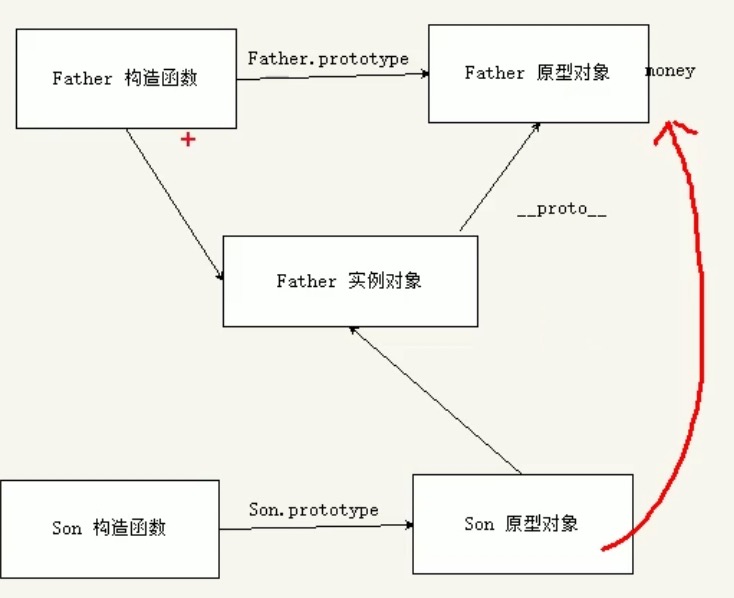 Father 构造函数
Father.prototype
Father 原型对象
money
__proto__
Father 实例对象
Son 构造函数
Son.prototype
Son 原型对象